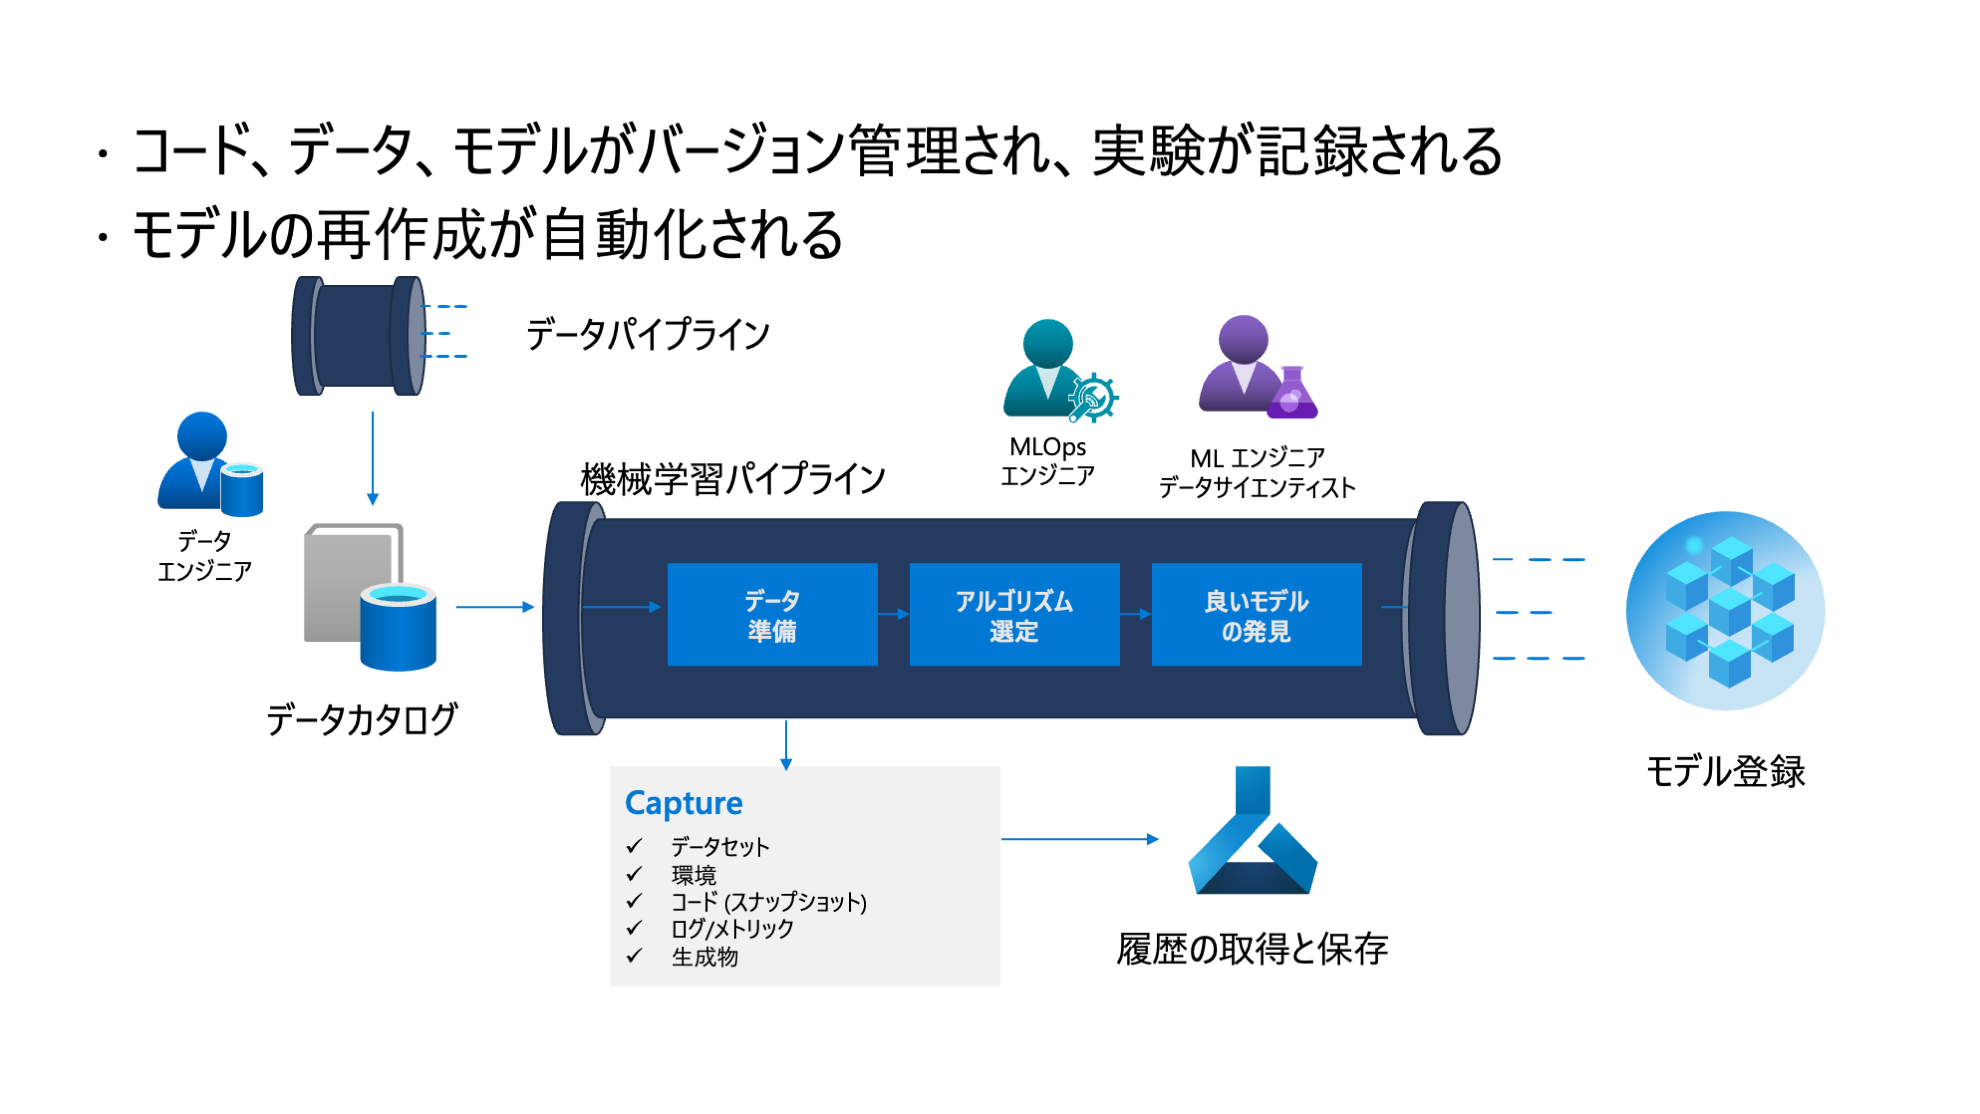 ・コード、データ、モデルがバージョン管理され、実験が記録される
・モデルの再作成が自動化される
データパイプライン
MLOps
エンジニア
ML エンジニア
データサイエンティスト
機械学習パイプライン
データ
エンジニア
データ
準備
アルゴリズム
選定
良いモデル
の発見
データカタログ
モデル登録
Capture
✓ データセット
✓ 環境
✓ コード (スナップショット)
✓ ログ/メトリック
✓ 生成物
履歴の取得と保存